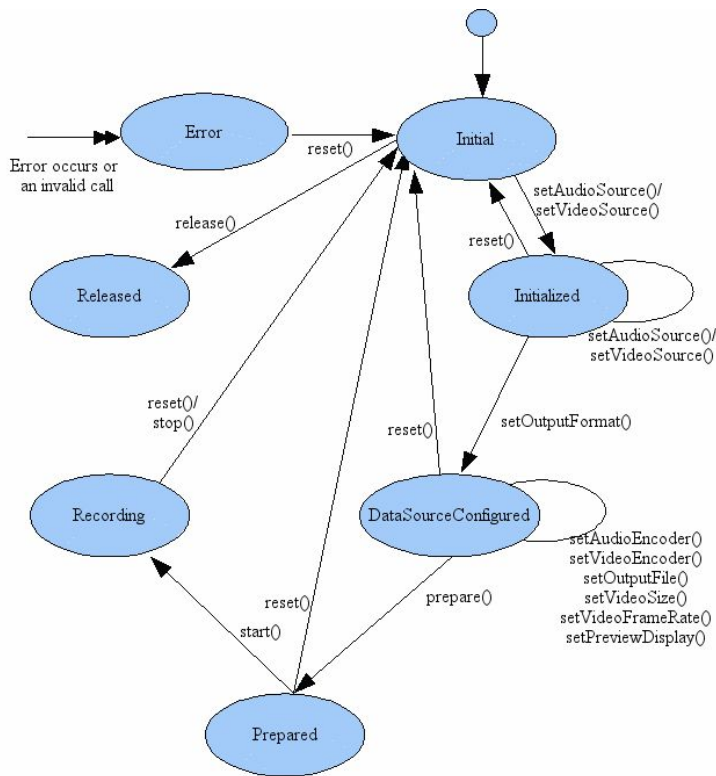 Error
Initial
reset()
Error occurs or
an invalid call
setAudioSource()/
setVideoSource()
release()
reset()
Released
Initialized
setAudioSource()/
setVideoSource()
reset()/
stop()
reset()
setOutputFormat()
Recording
DataSourceConfigured
setAudioEncoder()
setVideoEncoder()
setOutputFile()
setVideoSize()
setVideoFrameRate()
setPreviewDisplay()
reset()
prepare()
start()
Prepared